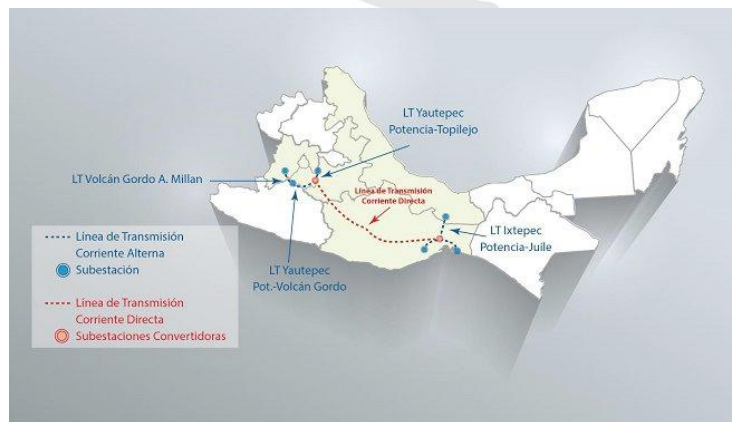 LT Yautepec
Potencia-Topilejo
LT Volcán Gordo A. Millan
Línea de Transmisión
Corriente Directa
LT Ixtepec
Potencia-Juile
LT Yautepec
Pot.-Volcán Gordo
Línea de Transmisión
Corriente Alterna
Subestación
Línea de Transmisión
Corriente Directa
Subestaciones Convertidoras